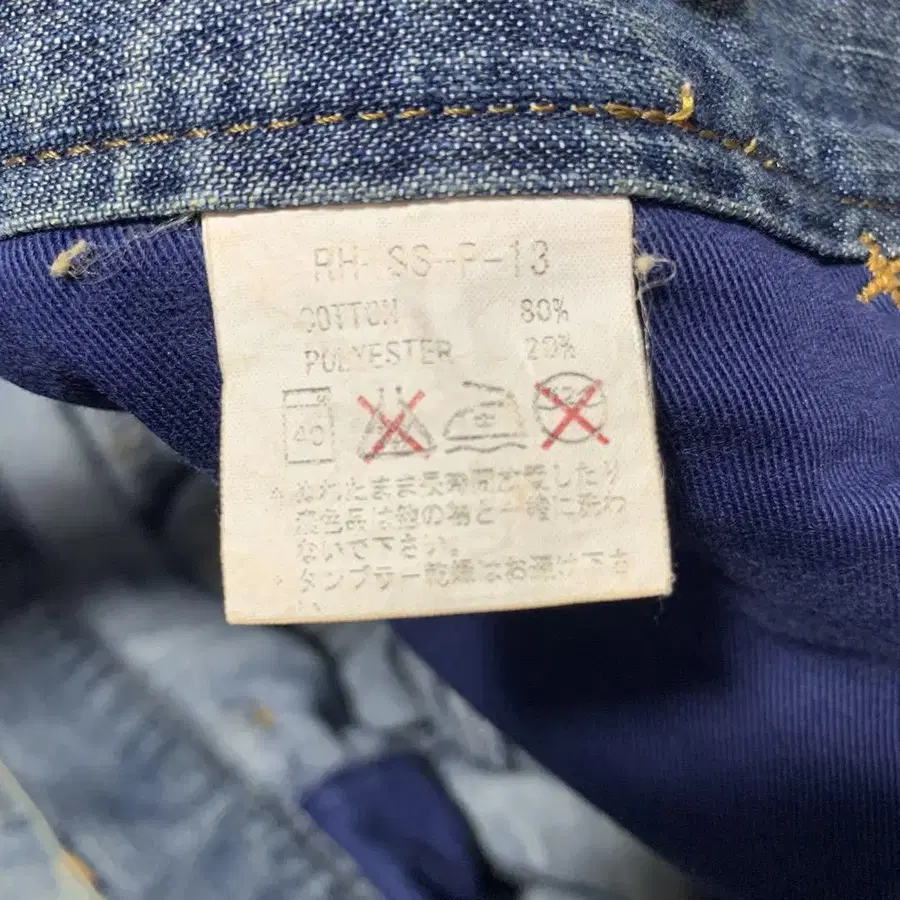 RH-SS-P-13
COTTON 80%
POLYESTER 20%
40
* ぬれたまま長時間放置したり
濃色品は他の物と一緒に洗わ
ないで下さい。
* タンブラー乾燥はお避け下さ
い